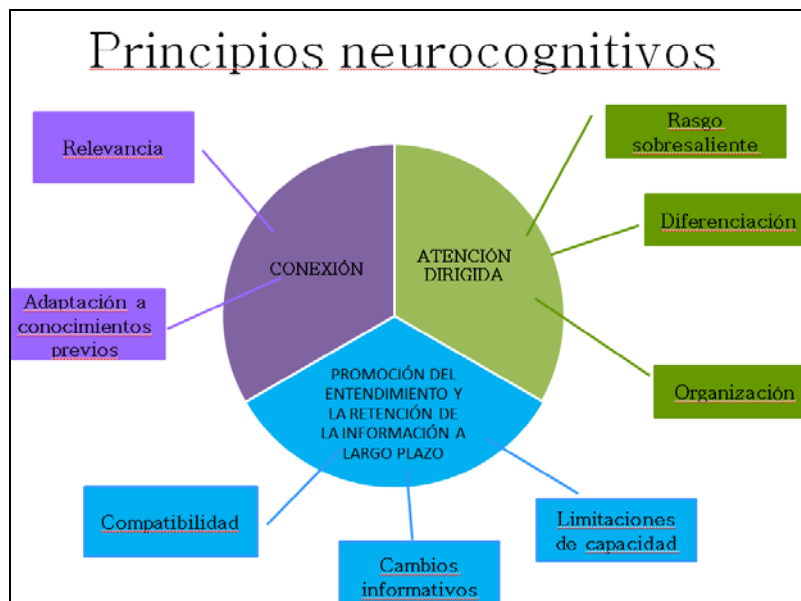 Principios neurocognitivos
Relevancia
Adaptación a
conocimientos
previos
CONEXIÓN
ATENCIÓN
DIRIGIDA
Rasgo
sobresaliente
Diferenciación
Organización
PROMOCIÓN DEL
ENTENDIMIENTO Y
LA RETENCIÓN DE
LA INFORMACIÓN A
LARGO PLAZO
Compatibilidad
Cambios
informativos
Limitaciones
de capacidad